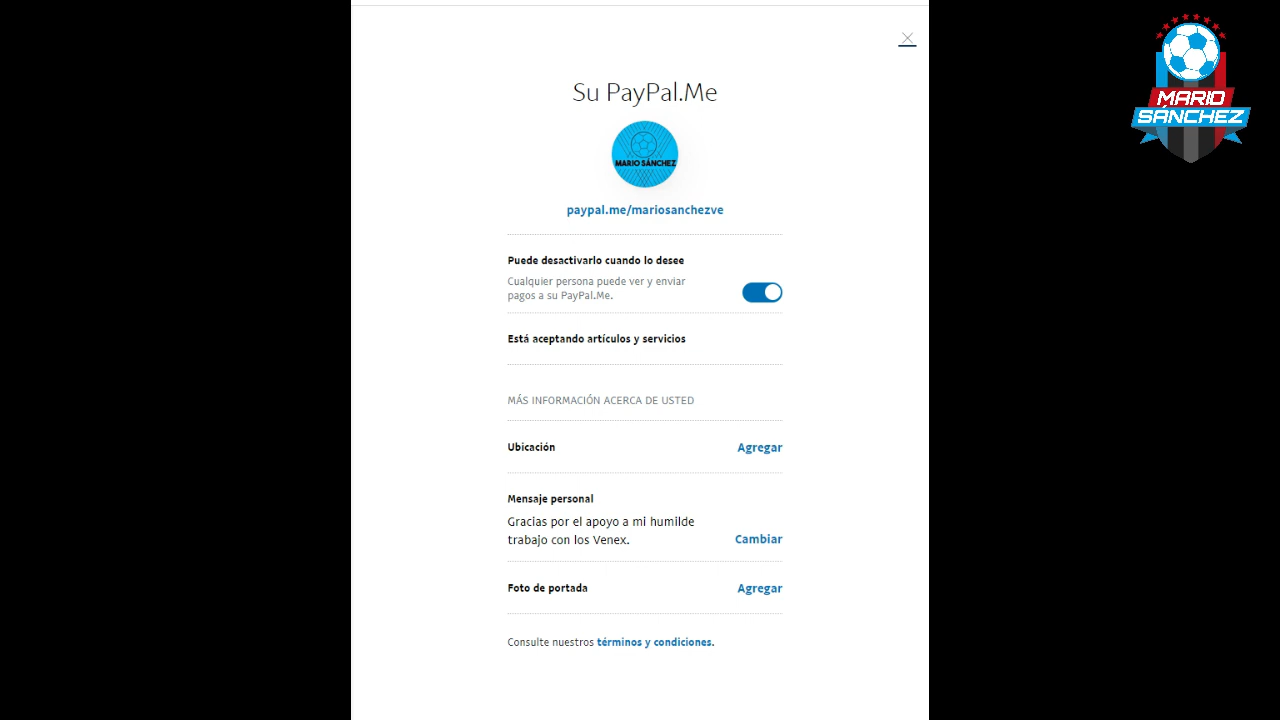 Su PayPal.Me
MARIO SÁNCHEZ
paypal.me/mariosanchezve
Puede desactivarlo cuando lo desee
Cualquier persona puede ver y enviar
pagos a su PayPal.Me.
Está aceptando artículos y servicios
MÁS INFORMACIÓN ACERCA DE USTED
Ubicación Agregar
Mensaje personal
Gracias por el apoyo a mi humilde
trabajo con los Venex. Cambiar
Foto de portada Agregar
Consulte nuestros términos y condiciones.
MARIO
SÁNCHEZ